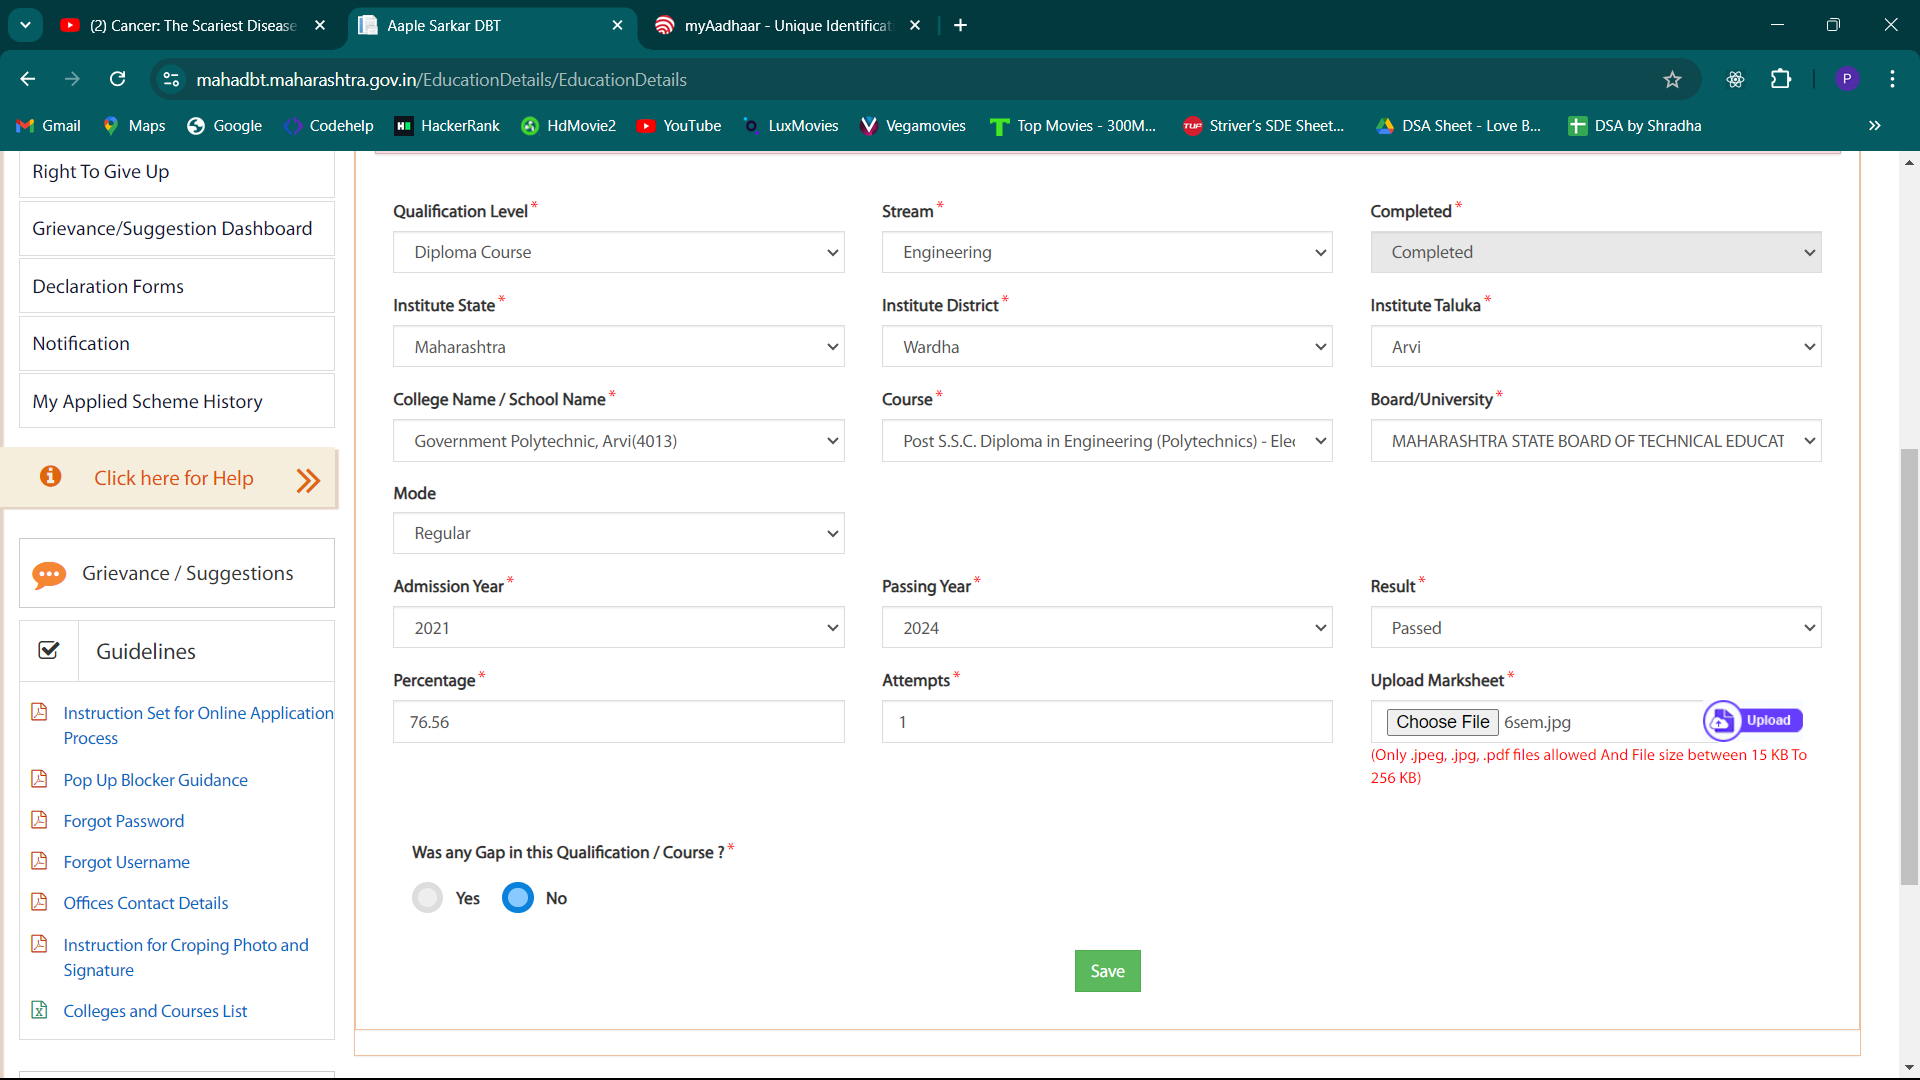 (2) Cancer: The Scariest Disease
Aaple Sarkar DBT
myAadhaar - Unique Identificat
mahadbt.maharashtra.gov.in/EducationDetails/EducationDetails
P
Gmail
Maps
Google
Codehelp
HackerRank
HdMovie2
YouTube
LuxMovies
Vegamovies
Top Movies - 300M...
Striver's SDE Sheet...
DSA Sheet - Love B...
DSA by Shradha
Right To Give Up
Grievance/Suggestion Dashboard
Declaration Forms
Notification
My Applied Scheme History
Click here for Help
Grievance / Suggestions
Guidelines
Instruction Set for Online Application
Process
Pop Up Blocker Guidance
Forgot Password
Forgot Username
Offices Contact Details
Instruction for Croping Photo and
Signature
Colleges and Courses List
Qualification Level *
Stream *
Completed *
Diploma Course
Engineering
Completed
Institute State *
Institute District *
Institute Taluka *
Maharashtra
Wardha
Arvi
College Name / School Name *
Course *
Board/University *
Government Polytechnic, Arvi(4013)
Post S.S.C. Diploma in Engineering (Polytechnics) - Elec
MAHARASHTRA STATE BOARD OF TECHNICAL EDUCAT
Mode
Regular
Admission Year *
Passing Year *
Result *
2021
2024
Passed
Percentage *
Attempts *
Upload Marksheet *
76.56
1
Choose File 6sem.jpg
Upload
(Only .jpeg, .jpg, .pdf files allowed And File size between 15 KB To
256 KB)
Was any Gap in this Qualification / Course ? *
Yes
No
Save